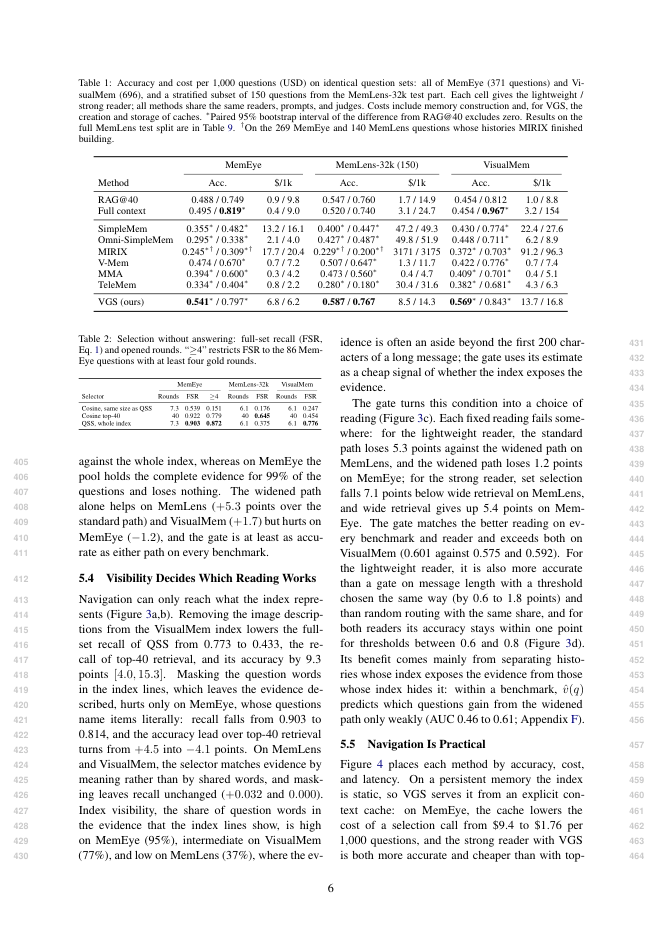 Table 1: Accuracy and cost per 1,000 questions (USD) on identical question sets: all of MemEye (371 questions) and Vi-
sualMem (696), and a stratified subset of 150 questions from the MemLens-32k test part. Each cell gives the lightweight /
strong reader; all methods share the same readers, prompts, and judges. Costs include memory construction and, for VGS, the
creation and storage of caches. *Paired 95% bootstrap interval of the difference from RAG@40 excludes zero. Results on the
full MemLens test split are in Table 9. †On the 269 MemEye and 140 MemLens questions whose histories MIRIX finished
building.
MemEye MemLens-32k (150) VisualMem
Method Acc. $/1k Acc. $/1k Acc. $/1k
RAG@40 0.488 / 0.749 0.9 / 9.8 0.547 / 0.760 1.7 / 14.9 0.454 / 0.812 1.0 / 8.8
Full context 0.495 / 0.819* 0.4 / 9.0 0.520 / 0.740 3.1 / 24.7 0.454 / 0.967* 3.2 / 154
SimpleMem 0.355* / 0.482* 13.2 / 16.1 0.400* / 0.447* 47.2 / 49.3 0.430 / 0.774* 22.4 / 27.6
Omni-SimpleMem 0.295* / 0.338* 2.1 / 4.0 0.427* / 0.487* 49.8 / 51.9 0.448 / 0.711* 6.2 / 8.9
MIRIX 0.245*† / 0.309*† 17.7 / 20.4 0.229*† / 0.200*† 3171 / 3175 0.372* / 0.703* 91.2 / 96.3
V-Mem 0.474 / 0.670* 0.7 / 7.2 0.507 / 0.647* 1.3 / 11.7 0.422 / 0.776* 0.7 / 7.4
MMA 0.394* / 0.600* 0.3 / 4.2 0.473 / 0.560* 0.4 / 4.7 0.409* / 0.701* 0.4 / 5.1
TeleMem 0.334* / 0.404* 0.8 / 2.2 0.280* / 0.180* 30.4 / 31.6 0.382* / 0.681* 4.3 / 6.3
VGS (ours) 0.541* / 0.797* 6.8 / 6.2 0.587 / 0.767 8.5 / 14.3 0.569* / 0.843* 13.7 / 16.8
Table 2: Selection without answering: full-set recall (FSR,
Eq. 1) and opened rounds. “≥4” restricts FSR to the 86 Mem-
Eye questions with at least four gold rounds.
MemEye MemLens-32k VisualMem
Selector Rounds FSR ≥4 Rounds FSR Rounds FSR
Cosine, same size as QSS 7.3 0.539 0.151 6.1 0.176 6.1 0.247
Cosine top-40 40 0.922 0.779 40 0.645 40 0.454
QSS, whole index 7.3 0.903 0.872 6.1 0.375 6.1 0.776
405 against the whole index, whereas on MemEye the
406 pool holds the complete evidence for 99% of the
407 questions and loses nothing. The widened path
408 alone helps on MemLens (+5.3 points over the
409 standard path) and VisualMem (+1.7) but hurts on
410 MemEye (−1.2), and the gate is at least as accu-
411 rate as either path on every benchmark.
412 5.4 Visibility Decides Which Reading Works
413 Navigation can only reach what the index repre-
414 sents (Figure 3a,b). Removing the image descrip-
415 tions from the VisualMem index lowers the full-
416 set recall of QSS from 0.773 to 0.433, the re-
417 call of top-40 retrieval, and its accuracy by 9.3
418 points [4.0, 15.3]. Masking the question words
419 in the index lines, which leaves the evidence de-
420 scribed, hurts only on MemEye, whose questions
421 name items literally: recall falls from 0.903 to
422 0.814, and the accuracy lead over top-40 retrieval
423 turns from +4.5 into −4.1 points. On MemLens
424 and VisualMem, the selector matches evidence by
425 meaning rather than by shared words, and mask-
426 ing leaves recall unchanged (+0.032 and 0.000).
427 Index visibility, the share of question words in
428 the evidence that the index lines show, is high
429 on MemEye (95%), intermediate on VisualMem
430 (77%), and low on MemLens (37%), where the ev-
idence is often an aside beyond the first 200 char- 431
acters of a long message; the gate uses its estimate 432
as a cheap signal of whether the index exposes the 433
evidence. 434
The gate turns this condition into a choice of 435
reading (Figure 3c). Each fixed reading fails some- 436
where: for the lightweight reader, the standard 437
path loses 5.3 points against the widened path on 438
MemLens, and the widened path loses 1.2 points 439
on MemEye; for the strong reader, set selection 440
falls 7.1 points below wide retrieval on MemLens, 441
and wide retrieval gives up 5.4 points on Mem- 442
Eye. The gate matches the better reading on ev- 443
ery benchmark and reader and exceeds both on 444
VisualMem (0.601 against 0.575 and 0.592). For 445
the lightweight reader, it is also more accurate 446
than a gate on message length with a threshold 447
chosen the same way (by 0.6 to 1.8 points) and 448
than random routing with the same share, and for 449
both readers its accuracy stays within one point 450
for thresholds between 0.6 and 0.8 (Figure 3d). 451
Its benefit comes mainly from separating histo- 452
ries whose index exposes the evidence from those 453
whose index hides it: within a benchmark, v̂(q) 454
predicts which questions gain from the widened 455
path only weakly (AUC 0.46 to 0.61; Appendix F). 456
5.5 Navigation Is Practical 457
Figure 4 places each method by accuracy, cost, 458
and latency. On a persistent memory the index 459
is static, so VGS serves it from an explicit con- 460
text cache: on MemEye, the cache lowers the 461
cost of a selection call from $9.4 to $1.76 per 462
1,000 questions, and the strong reader with VGS 463
is both more accurate and cheaper than with top- 464
6